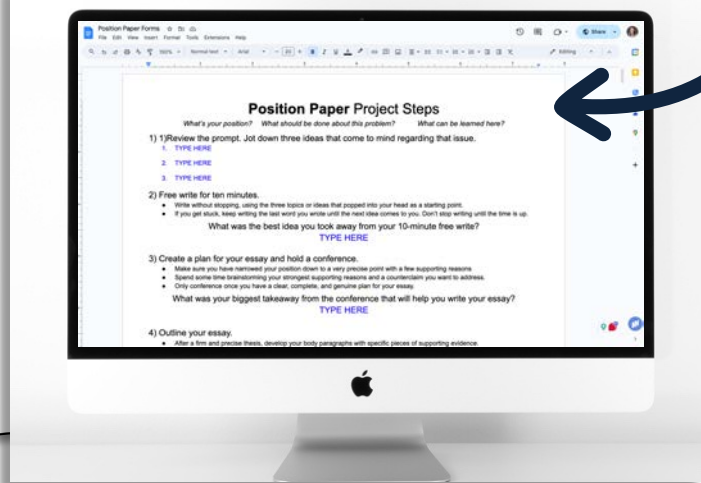 Position Paper Forms
File Edit View Insert Format Tools Extensions Help
100% Normal text Arial
Share
Editing
Position Paper Project Steps
What's your position? What should be done about this problem? What can be learned here?
1) 1)Review the prompt. Jot down three ideas that come to mind regarding that issue.
1. TYPE HERE
2. TYPE HERE
3. TYPE HERE
2) Free write for ten minutes.
● Write without stopping, using the three topics or ideas that popped into your head as a starting point.
● If you get stuck, keep writing the last word you wrote until the next idea comes to you. Don't stop writing until the time is up.
What was the best idea you took away from your 10-minute free write?
TYPE HERE
3) Create a plan for your essay and hold a conference.
● Make sure you have narrowed your position down to a very precise point with a few supporting reasons
● Spend some time brainstorming your strongest supporting reasons and a counterclaim you want to address.
● Only conference once you have a clear, complete, and genuine plan for your essay.
What was your biggest takeaway from the conference that will help you write your essay?
TYPE HERE
4) Outline your essay.
● After a firm and precise thesis, develop your body paragraphs with specific pieces of supporting evidence.